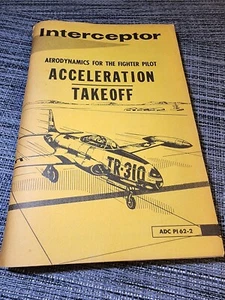 Interceptor
AERODYNAMICS FOR THE FIGHTER PILOT
ACCELERATION
TAKEOFF
TR-310
ADC PI 62-2